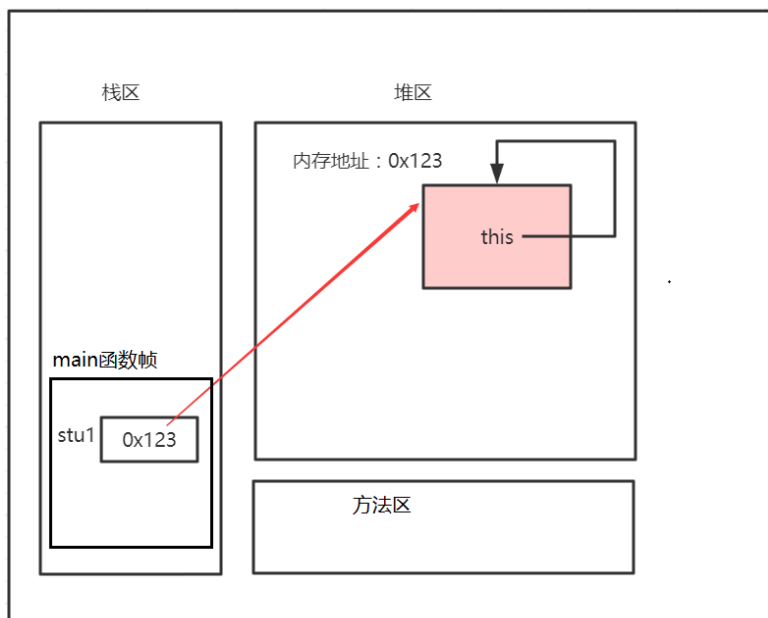 栈区
堆区
内存地址：0x123
this
main函数帧
stu1
0x123
方法区